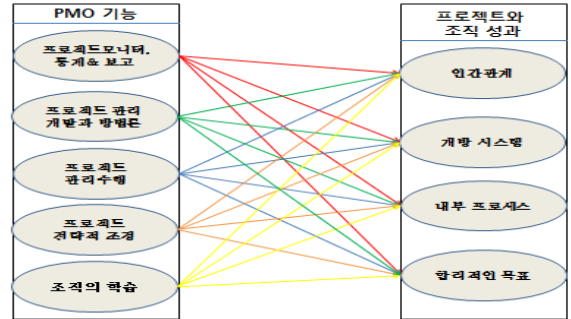 PMO 기능
프로젝트모니터,
통계& 보고
프로젝트 관리
개발과 방법론
프로젝트
관리수행
프로젝트
전략적 조정
조직의 학습
프로젝트와
조직 성과
인간관계
개방 시스템
내부 프로세스
합리적인 목표